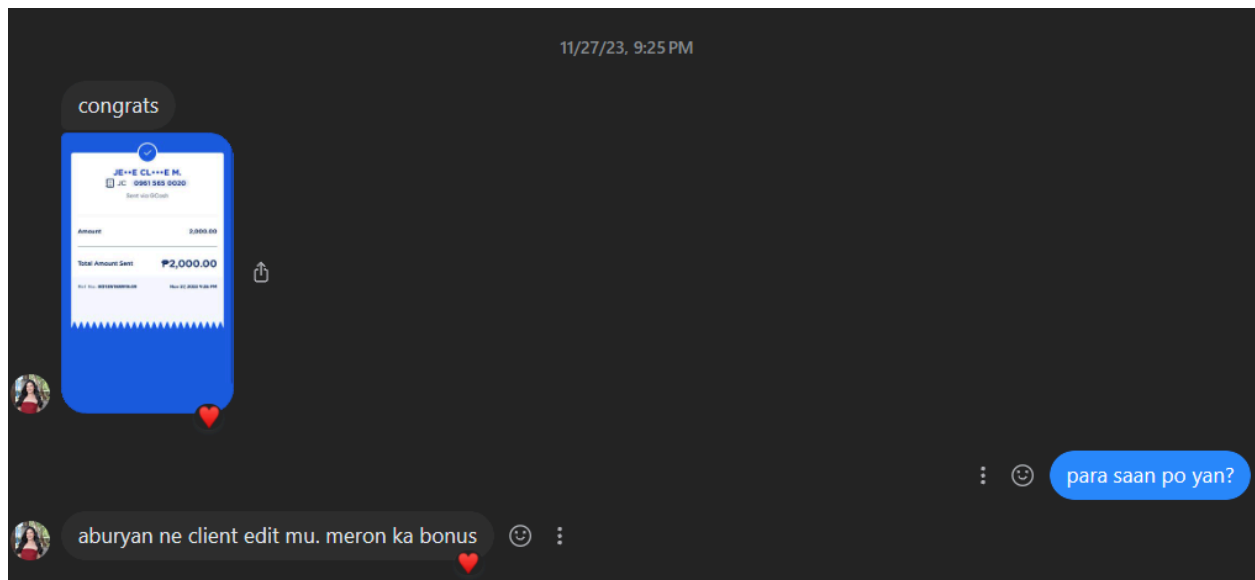 11/27/23, 9:25 PM
congrats
JE••E CL•••E M.
JC 0961 565 0020
Sent via GCash
Amount 2,000.00
Total Amount Sent ₱2,000.00
Ref. No.
para saan po yan?
aburyan ne client edit mu. meron ka bonus